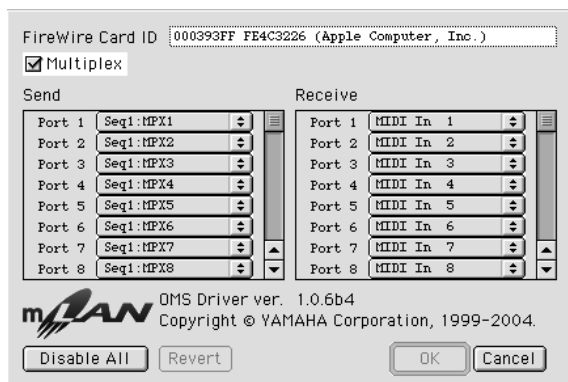 FireWire Card ID 000393FF FE4C3226 (Apple Computer, Inc.)
Multiplex
Send
Port 1 Seq1:MPX1
Port 2 Seq1:MPX2
Port 3 Seq1:MPX3
Port 4 Seq1:MPX4
Port 5 Seq1:MPX5
Port 6 Seq1:MPX6
Port 7 Seq1:MPX7
Port 8 Seq1:MPX8
Receive
Port 1 MIDI In 1
Port 2 MIDI In 2
Port 3 MIDI In 3
Port 4 MIDI In 4
Port 5 MIDI In 5
Port 6 MIDI In 6
Port 7 MIDI In 7
Port 8 MIDI In 8
mLAN
OMS Driver ver. 1.0.6b4
Copyright © YAMAHA Corporation, 1999-2004.
Disable All Revert OK Cancel